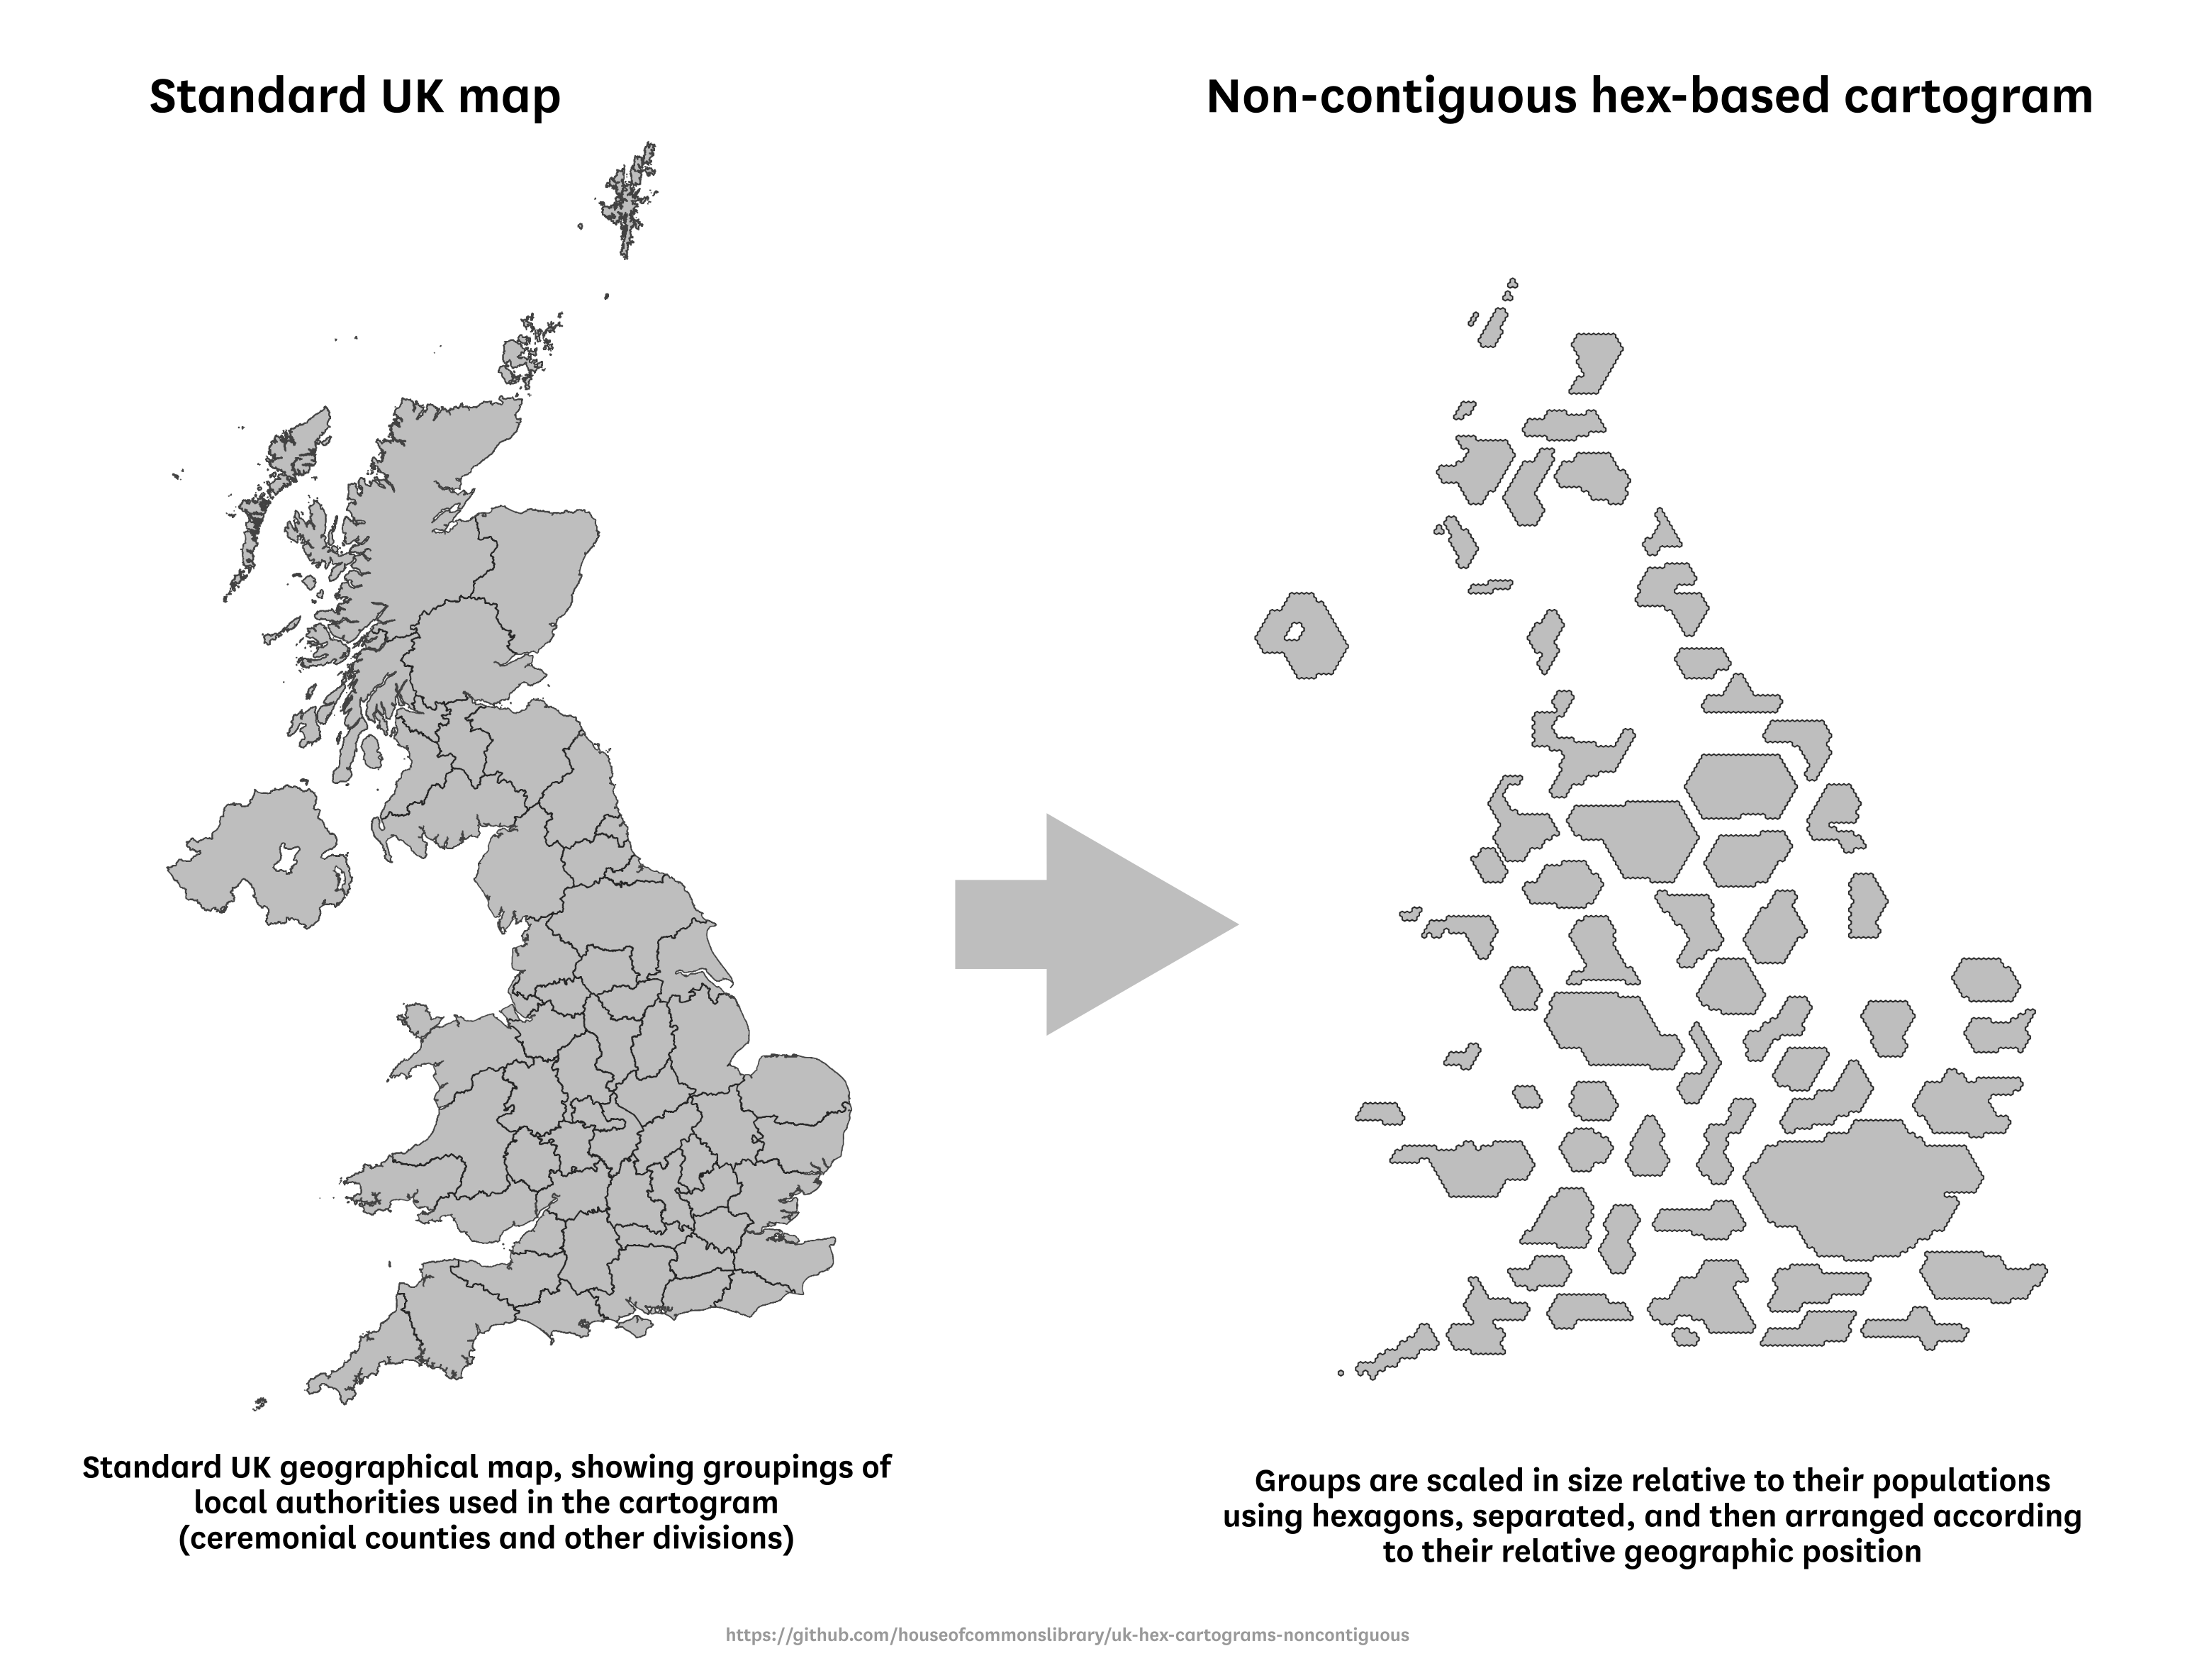 Standard UK map
Non-contiguous hex-based cartogram
Standard UK geographical map, showing groupings of
local authorities used in the cartogram
(ceremonial counties and other divisions)
Groups are scaled in size relative to their populations
using hexagons, separated, and then arranged according
to their relative geographic position
https://github.com/houseofcommonslibrary/uk-hex-cartograms-noncontiguous